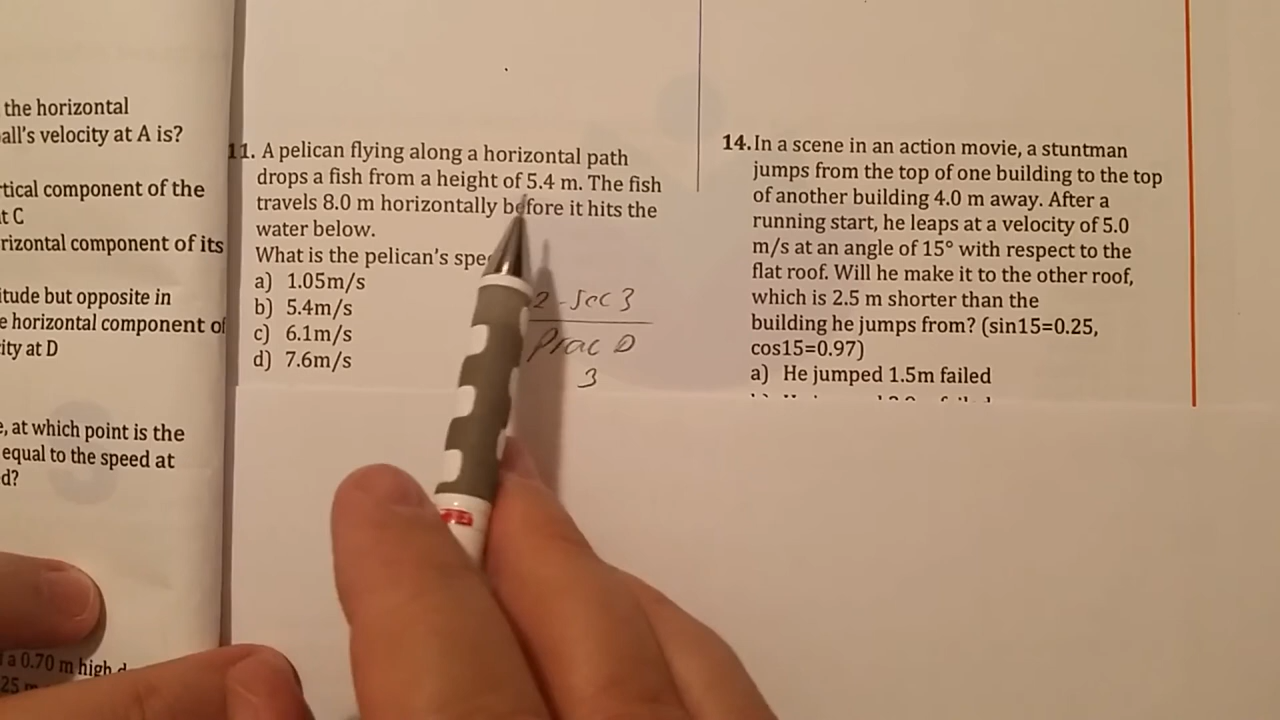 the horizontal
all's velocity at A is?
rtical component of the
at C
rizontal component of its
itude but opposite in
e horizontal component of
ity at D
e, at which point is the
equal to the speed at
d?
a 0.70 m high
25
11. A pelican flying along a horizontal path
drops a fish from a height of 5.4 m. The fish
travels 8.0 m horizontally before it hits the
water below.
What is the pelican's spe
a) 1.05m/s
b) 5.4m/s
c) 6.1m/s
d) 7.6m/s
2 - Sec 3
Prac D
3
14. In a scene in an action movie, a stuntman
jumps from the top of one building to the top
of another building 4.0 m away. After a
running start, he leaps at a velocity of 5.0
m/s at an angle of 15° with respect to the
flat roof. Will he make it to the other roof,
which is 2.5 m shorter than the
building he jumps from? (sin15=0.25,
cos15=0.97)
a) He jumped 1.5m failed